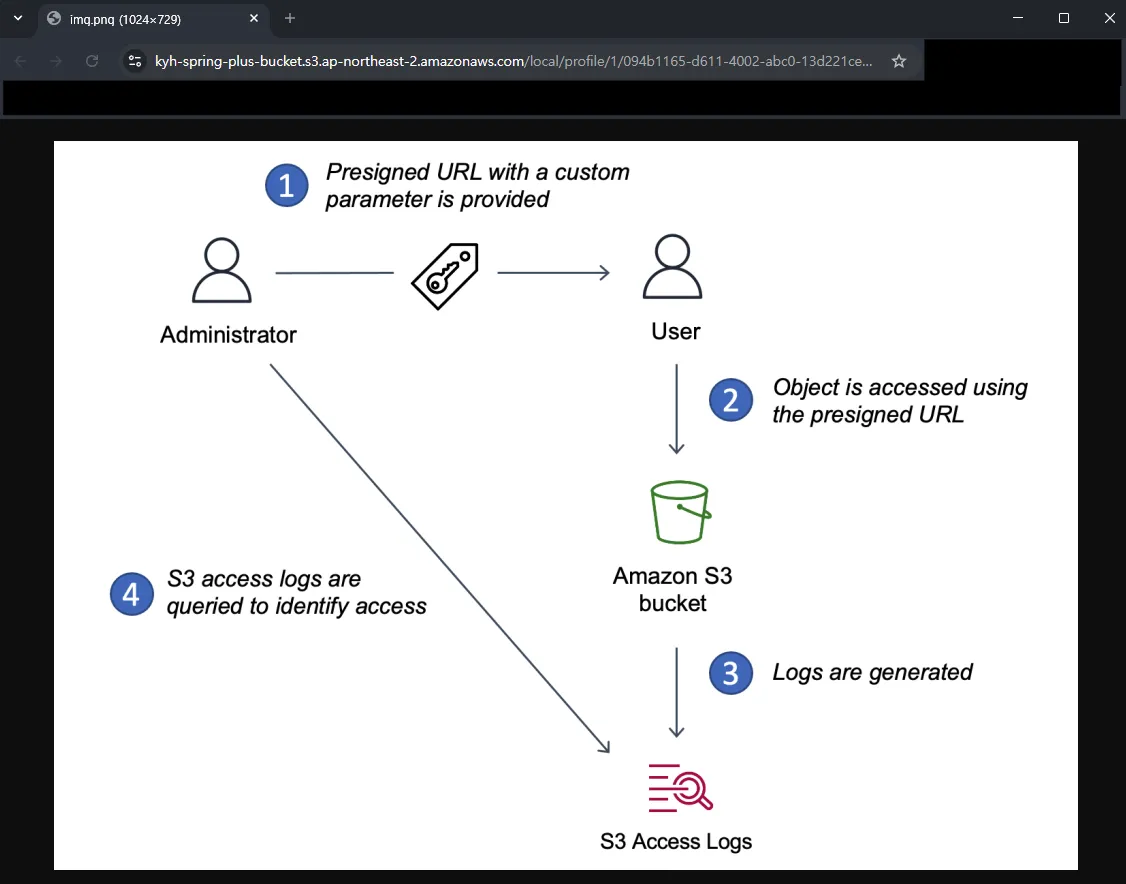 imq.pnq (1024×729)
kyh-spring-plus-bucket.s3.ap-northeast-2.amazonaws.com/local/profile/1/094b1165-d611-4002-abc0-13d221ce...
1
Presigned URL with a custom
parameter is provided
Administrator
User
2
Object is accessed using
the presigned URL
Amazon S3
bucket
4
S3 access logs are
queried to identify access
3
Logs are generated
S3 Access Logs